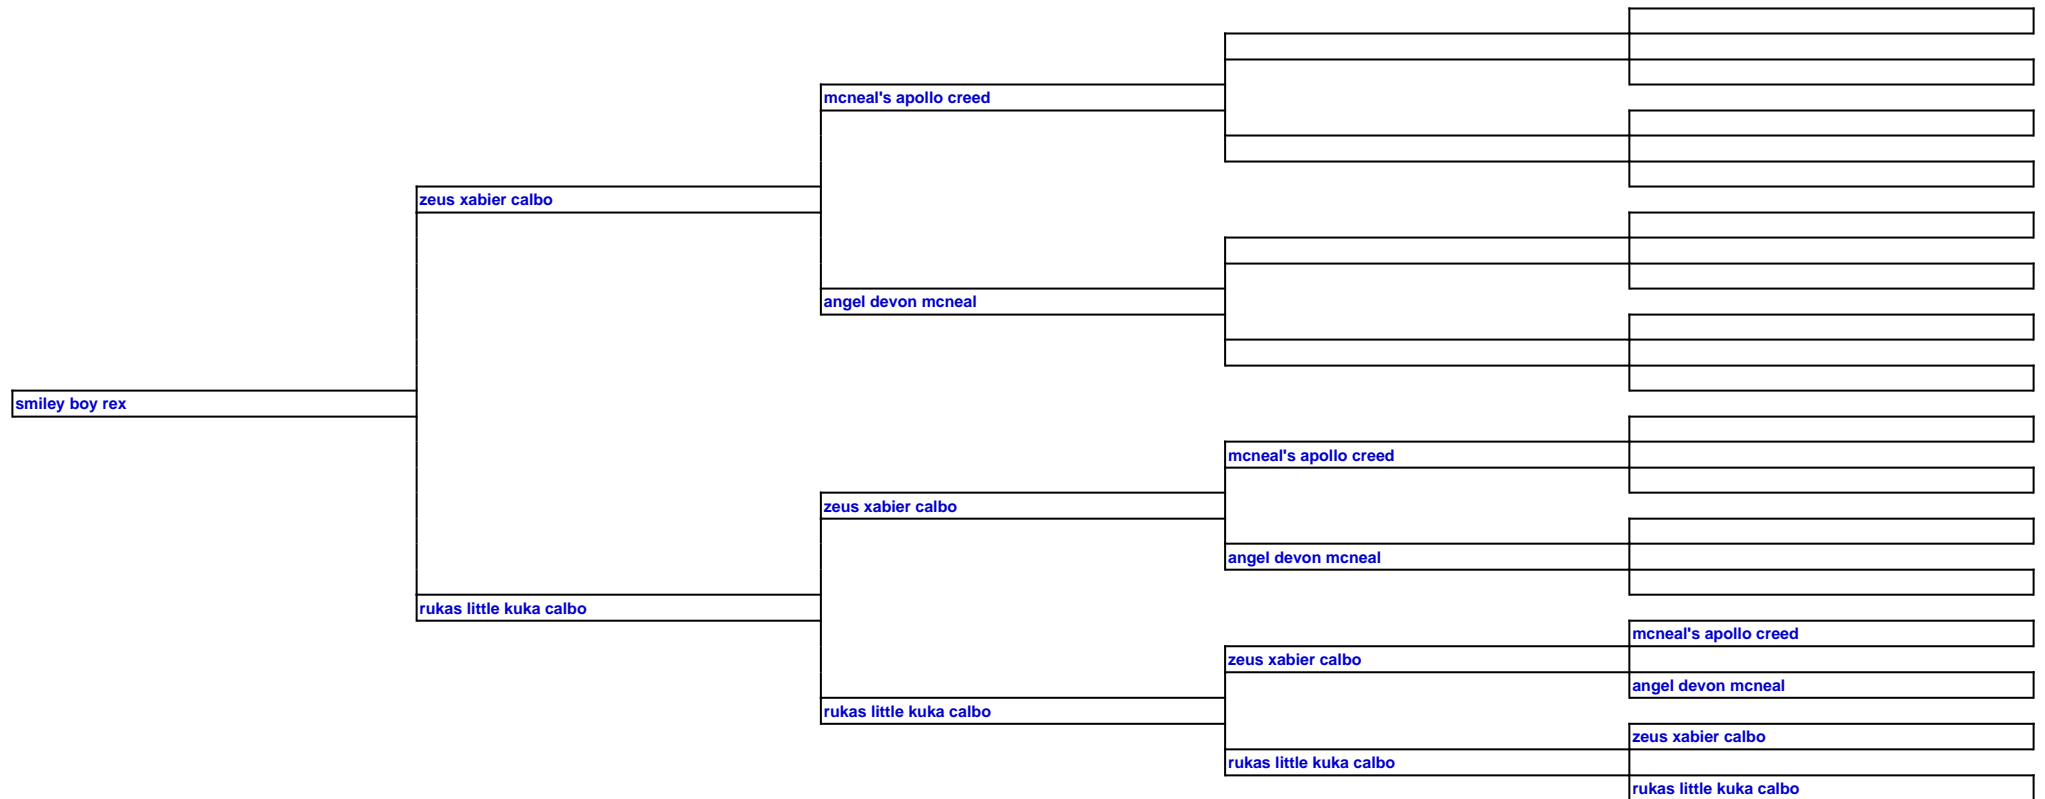 mcneal's apollo creed
zeus xabier calbo
angel devon mcneal
smiley boy rex
mcneal's apollo creed
zeus xabier calbo
angel devon mcneal
rukas little kuka calbo
mcneal's apollo creed
zeus xabier calbo
angel devon mcneal
rukas little kuka calbo
zeus xabier calbo
rukas little kuka calbo
rukas little kuka calbo